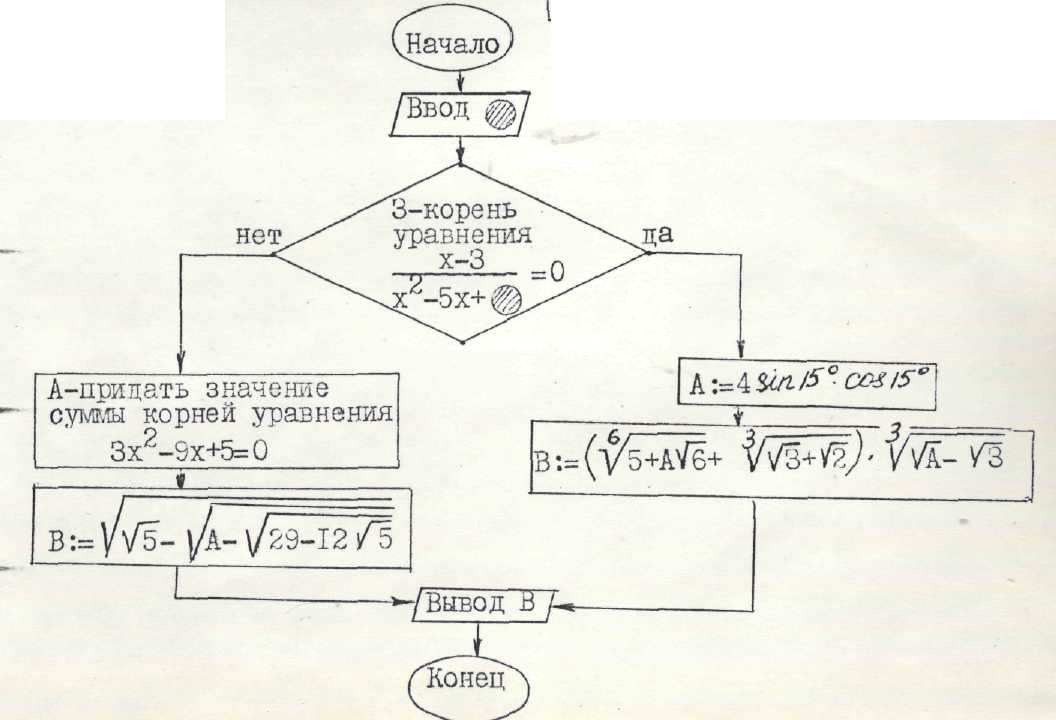 Начало
Ввод
3-корень
уравнения
x-3
x²-5x+ =0
нет
да
А-придать значение
суммы корней уравнения
3x²-9x+5=0
B:=√(√5-√(A-√(29-I2√5)))
A:=4 sin 15°·cos 15°
B:=(⁶√(5+A√6)+ ³√(√3+√2))·³√(√A-√3)
Вывод В
Конец